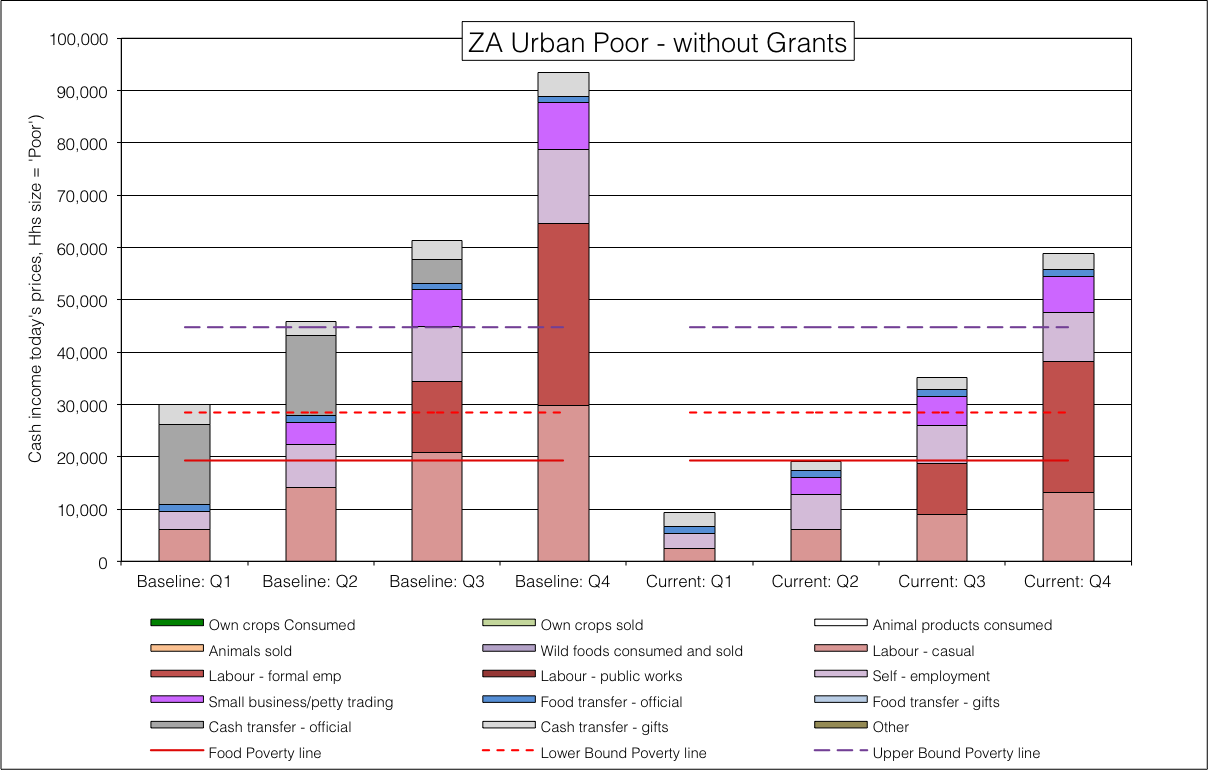 ZA Urban Poor - without Grants
Cash income today's prices, Hhs size = 'Poor')
100,000
90,000
80,000
70,000
60,000
50,000
40,000
30,000
20,000
10,000
0
Baseline: Q1 Baseline: Q2 Baseline: Q3 Baseline: Q4 Current: Q1 Current: Q2 Current: Q3 Current: Q4
Own crops Consumed Own crops sold Animal products consumed
Animals sold Wild foods consumed and sold Labour - casual
Labour - formal emp Labour - public works Self - employment
Small business/petty trading Food transfer - official Food transfer - gifts
Cash transfer - official Cash transfer - gifts Other
Food Poverty line Lower Bound Poverty line Upper Bound Poverty line